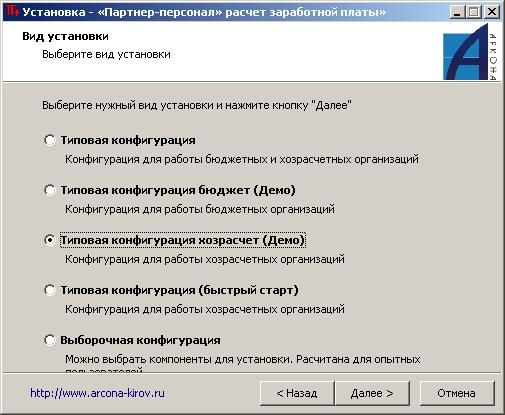 Установка - «Партнер-персонал» расчет заработной платы»
Вид установки
Выберите вид установки
АРКОНА
Выберите нужный вид установки и нажмите кнопку "Далее"
Типовая конфигурация
Конфигурация для работы бюджетных и хозрасчетных организаций
Типовая конфигурация бюджет (Демо)
Конфигурация для работы бюджетных организаций
Типовая конфигурация хозрасчет (Демо)
Конфигурация для работы хозрасчетных организаций
Типовая конфигурация (быстрый старт)
Конфигурация для работы хозрасчетных организаций
Выборочная конфигурация
Можно выбрать компоненты для установки. Расчитана для опытных
пользователей
http://www.arcona-kirov.ru
< Назад
Далее >
Отмена